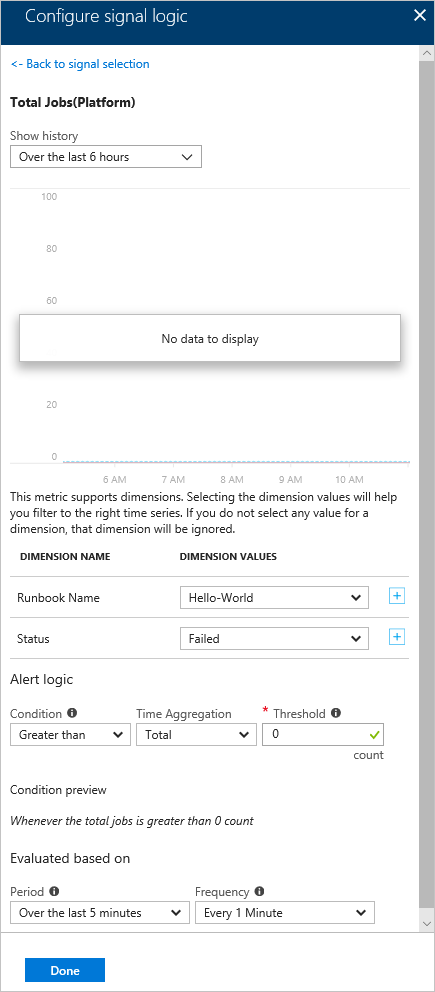 Configure signal logic
<- Back to signal selection
Total Jobs(Platform)
Show history
Over the last 6 hours
100
80
60
No data to display
20
0
6 AM 7 AM 8 AM 9 AM 10 AM
This metric supports dimensions. Selecting the dimension values will help
you filter to the right time series. If you do not select any value for a
dimension, that dimension will be ignored.
DIMENSION NAME DIMENSION VALUES
Runbook Name Hello-World
Status Failed
Alert logic
Condition Time Aggregation * Threshold
Greater than Total 0
count
Condition preview
Whenever the total jobs is greater than 0 count
Evaluated based on
Period Frequency
Over the last 5 minutes Every 1 Minute
Done